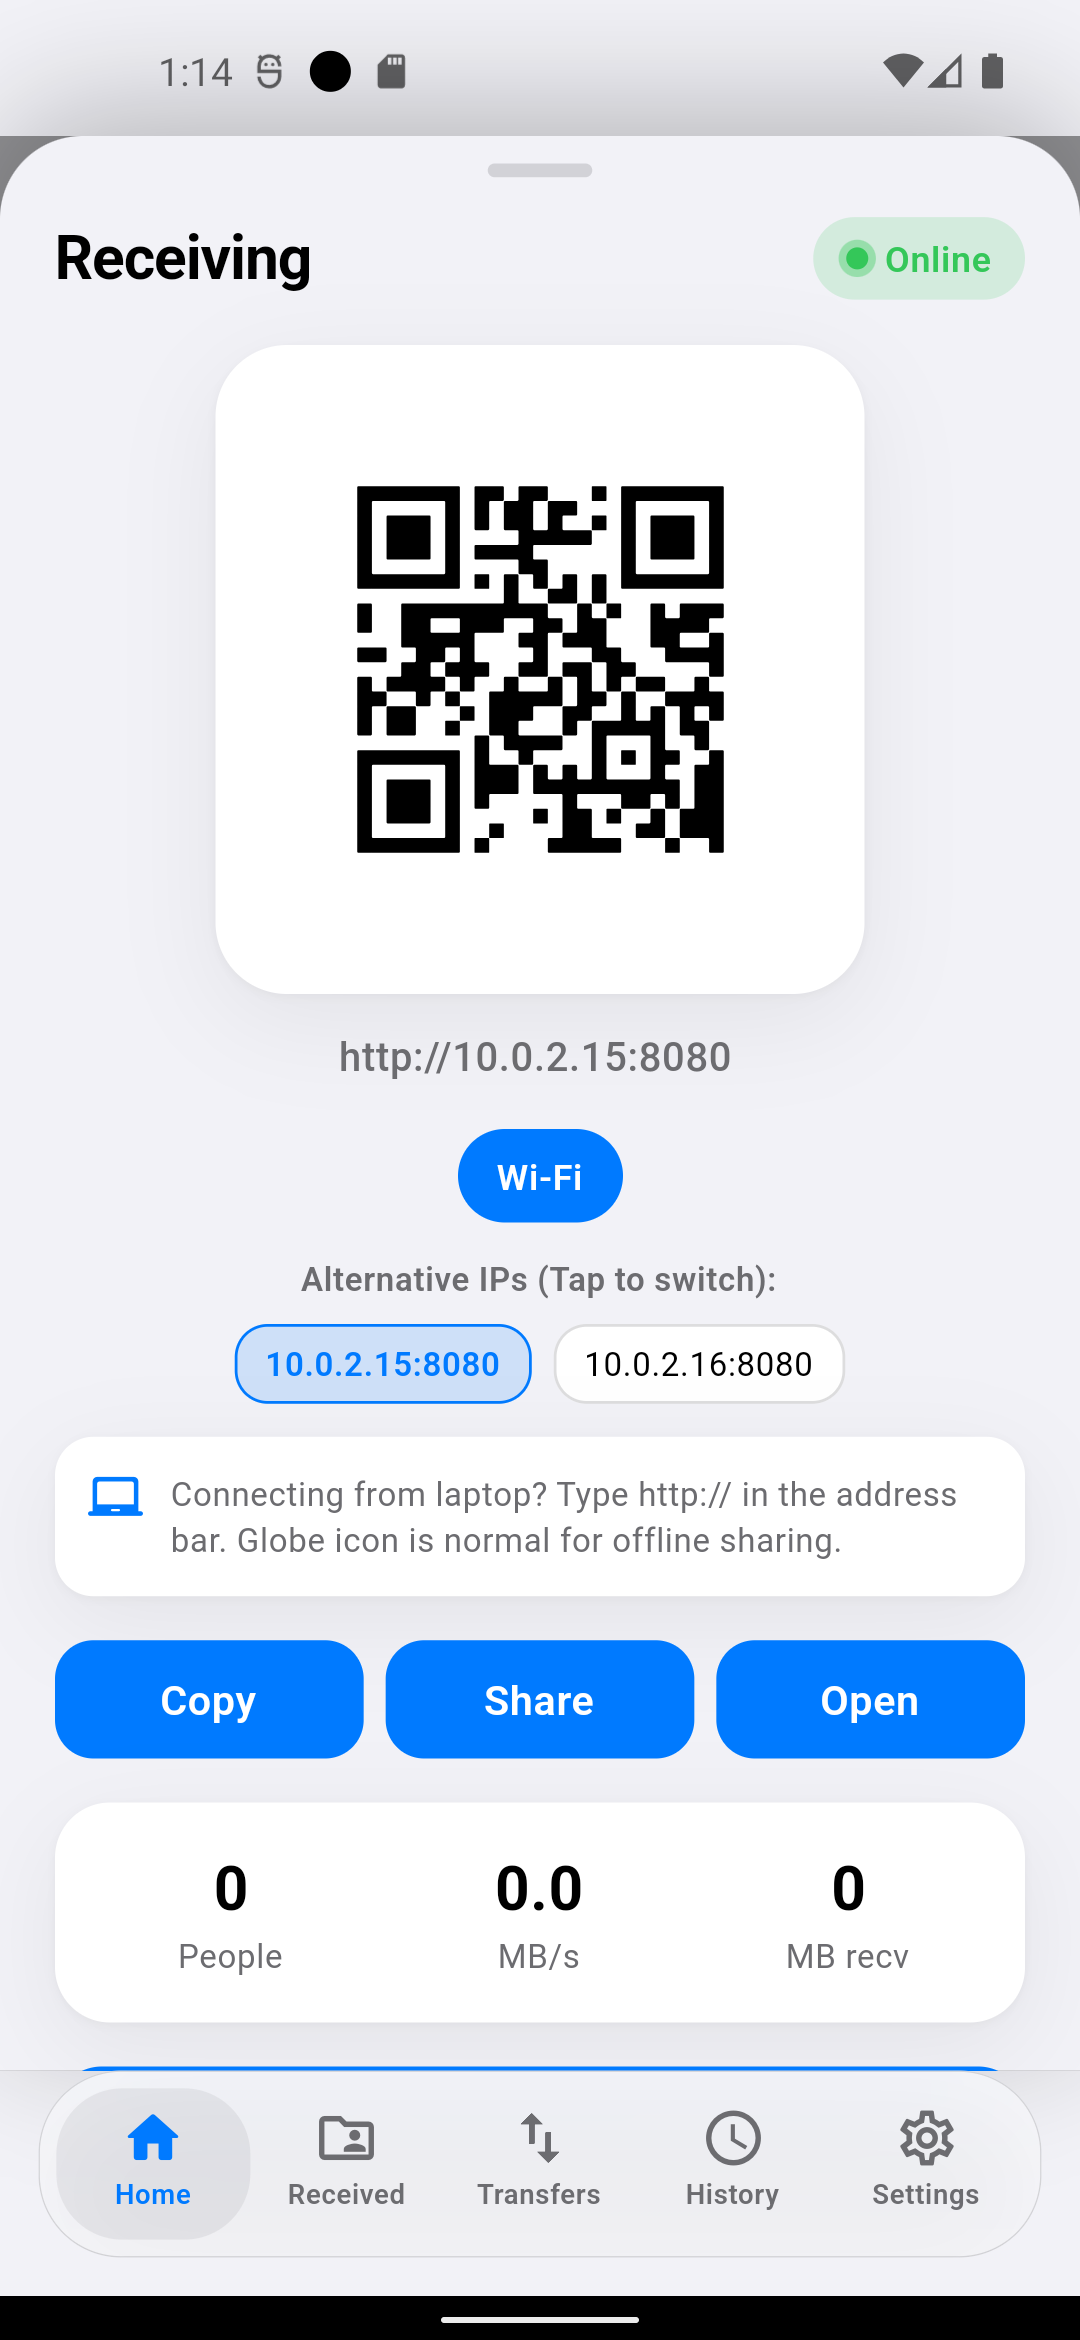 1:14
Receiving
Online
http://10.0.2.15:8080
Wi-Fi
Alternative IPs (Tap to switch):
10.0.2.15:8080
10.0.2.16:8080
Connecting from laptop? Type http:// in the address
bar. Globe icon is normal for offline sharing.
Copy
Share
Open
0
0.0
0
People
MB/s
MB recv
Home
Received
Transfers
History
Settings